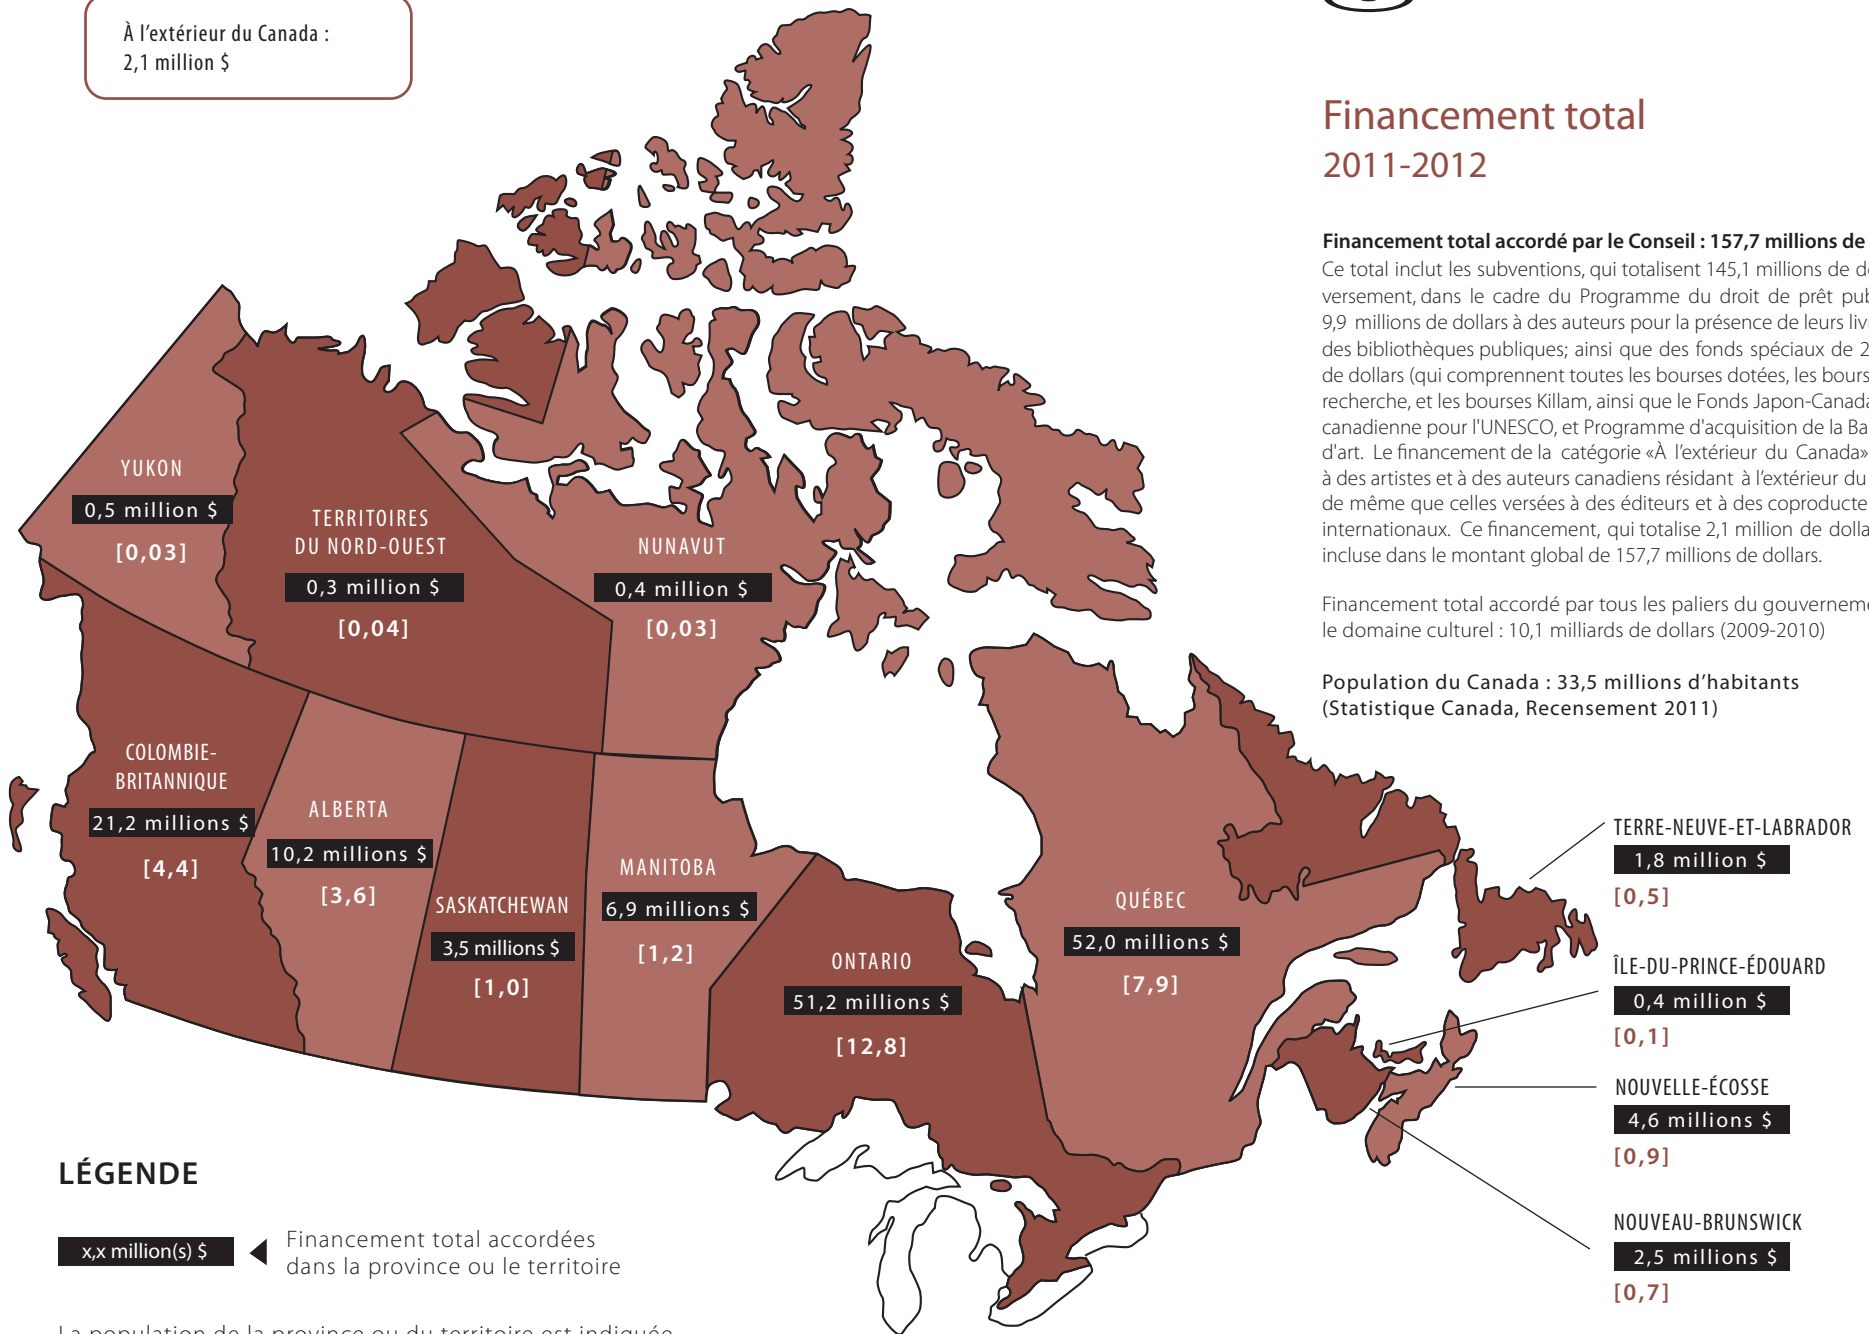 À l’extérieur du Canada :
2,1 million $
Financement total
2011-2012
Financement total accordé par le Conseil : 157,7 millions de
Ce total inclut les subventions, qui totalisent 145,1 millions de
versement, dans le cadre du Programme du droit de prêt
9,9 millions de dollars à des auteurs pour la présence de leurs
des bibliothèques publiques; ainsi que des fonds spéciaux de
de dollars (qui comprennent toutes les bourses dotées, les
recherche, et les bourses Killam, ainsi que le Fonds Japon-Canada
canadienne pour l'UNESCO, et Programme d'acquisition de la
d'art. Le financement de la catégorie «À l’extérieur du Canada»
à des artistes et à des auteurs canadiens résidant à l’extérieur du
de même que celles versées à des éditeurs et à des
internationaux. Ce financement, qui totalise 2,1 million de
incluse dans le montant global de 157,7 millions de dollars.
Financement total accordé par tous les paliers du
le domaine culturel : 10,1 milliards de dollars (2009-2010)
Population du Canada : 33,5 millions d’habitants
(Statistique Canada, Recensement 2011)
YUKON
0,5 million $
[0,03]
TERRITOIRES
DU NORD-OUEST
0,3 million $
[0,04]
NUNAVUT
0,4 million $
[0,03]
COLOMBIE-
BRITANNIQUE
21,2 millions $
[4,4]
ALBERTA
10,2 millions $
[3,6]
SASKATCHEWAN
3,5 millions $
[1,0]
MANITOBA
6,9 millions $
[1,2]
ONTARIO
51,2 millions $
[12,8]
QUÉBEC
52,0 millions $
[7,9]
TERRE-NEUVE-ET-LABRADOR
1,8 million $
[0,5]
ÎLE-DU-PRINCE-ÉDOUARD
0,4 million $
[0,1]
NOUVELLE-ÉCOSSE
4,6 millions $
[0,9]
NOUVEAU-BRUNSWICK
2,5 millions $
[0,7]
LÉGENDE
x,x million(s) $
Financement total accordées
dans la province ou le territoire
La population de la province ou du territoire est indiquée